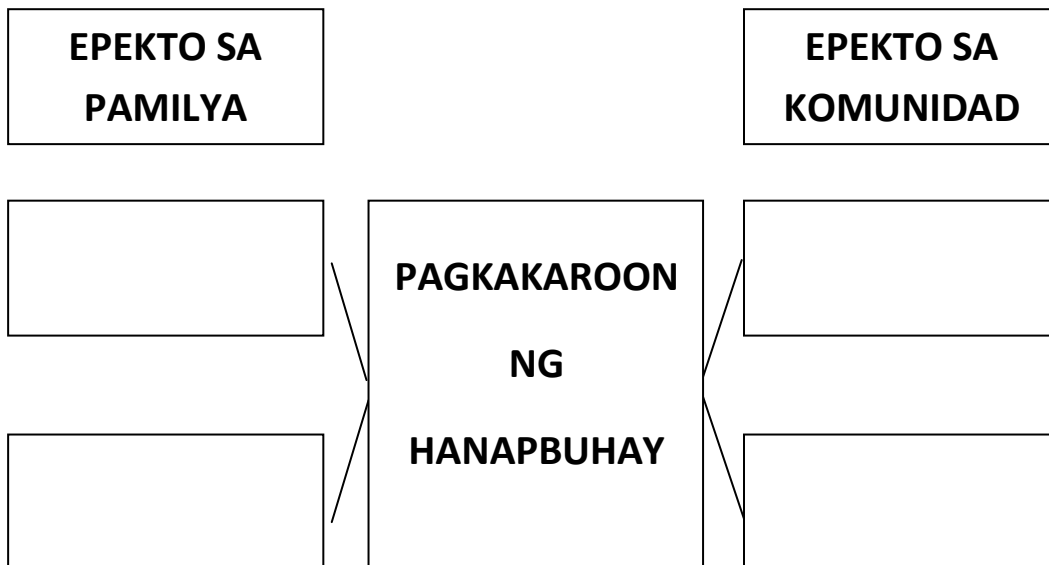 EPEKTO SA
PAMILYA
EPEKTO SA
KOMUNIDAD
PAGKAKAROON
NG
HANAPBUHAY